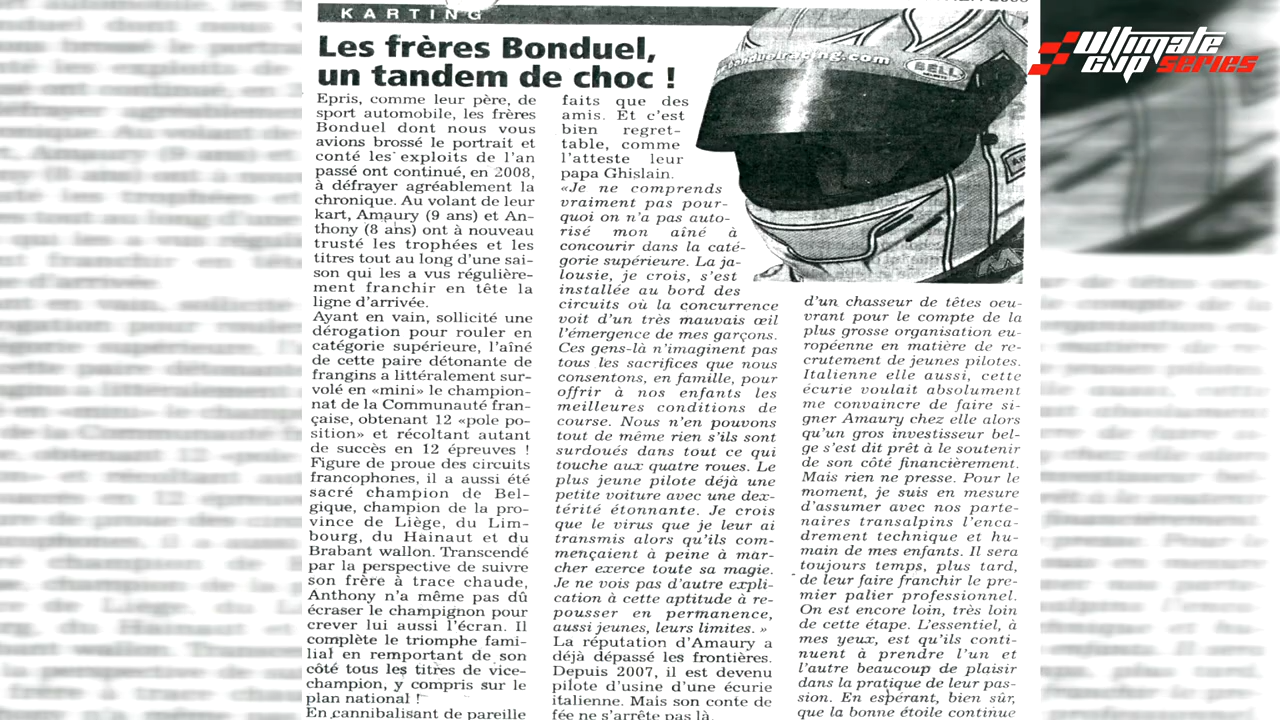 KARTING
Les frères Bonduel,
un tandem de choc !
Epris, comme leur père, de
sport automobile, les frères
Bonduel dont nous vous
avions brossé le portrait et
conté les exploits de l'an
passé ont continué, en 2008,
à défrayer agréablement la
chronique. Au volant de leur
kart, Amaury (9 ans) et An-
thony (8 ans) ont à nouveau
trusté les trophées et les
titres tout au long d'une sai-
son qui les a vus régulière-
ment franchir en tête la
ligne d'arrivée.
Ayant en vain, sollicité une
dérogation pour rouler en
catégorie supérieure, l'aîné
de cette paire détonante de
frangins a littéralement sur-
volé en «mini» le champion-
nat de la Communauté fran-
çaise, obtenant 12 «pole po-
sition» et récoltant autant
de succès en 12 épreuves !
Figure de proue des circuits
francophones, il a aussi été
sacré champion de Bel-
gique, champion de la pro-
vince de Liège, du Lim-
bourg, du Hainaut et du
Brabant wallon. Transcendé
par la perspective de suivre
son frère à trace chaude,
Anthony n'a même pas dû
écraser le champignon pour
crever lui aussi l'écran. Il
complète le triomphe fami-
lial en remportant de son
côté tous les titres de vice-
champion, y compris sur le
plan national !
En cannibalisant de pareille
faits que des
amis. Et c'est
bien regret-
table, comme
l'atteste leur
papa Ghislain.
«Je ne comprends
vraiment pas pour-
quoi on n'a pas auto-
risé mon aîné à
concourir dans la caté-
gorie supérieure. La ja-
lousie, je crois, s'est
installée au bord des
circuits où la concurrence
voit d'un très mauvais œil
l'émergence de mes garçons.
Ces gens-là n'imaginent pas
tous les sacrifices que nous
consentons, en famille, pour
offrir à nos enfants les
meilleures conditions de
course. Nous n'en pouvons
tout de même rien s'ils sont
surdoués dans tout ce qui
touche aux quatre roues. Le
plus jeune pilote déjà une
petite voiture avec une dex-
térité étonnante. Je crois
que le virus que je leur ai
transmis alors qu'ils com-
mençaient à peine à mar-
cher exerce toute sa magie.
Je ne vois pas d'autre expli-
cation à cette aptitude à re-
pousser en permanence,
aussi jeunes, leurs limites. »
La réputation d'Amaury a
déjà dépassé les frontières.
Depuis 2007, il est devenu
pilote d'usine d'une écurie
italienne. Mais son conte de
fée ne s'arrête pas là.
d'un chasseur de têtes oeu-
vrant pour le compte de la
plus grosse organisation eu-
ropéenne en matière de re-
crutement de jeunes pilotes.
Italienne elle aussi, cette
écurie voulait absolument
me convaincre de faire si-
gner Amaury chez elle alors
qu'un gros investisseur bel-
ge s'est dit prêt à le soutenir
de son côté financièrement.
Mais rien ne presse. Pour le
moment, je suis en mesure
d'assumer avec nos parte-
naires transalpins l'enca-
drement technique et hu-
main de mes enfants. Il sera
toujours temps, plus tard,
de leur faire franchir le pre-
mier palier professionnel.
On est encore loin, très loin
de cette étape. L'essentiel, à
mes yeux, est qu'ils conti-
nuent à prendre l'un et
l'autre beaucoup de plaisir
dans la pratique de leur pas-
sion. En espérant, bien sûr,
que la bonne étoile continue
bonduelracing.com
BELL
ULTIMATE
CUP SERIES